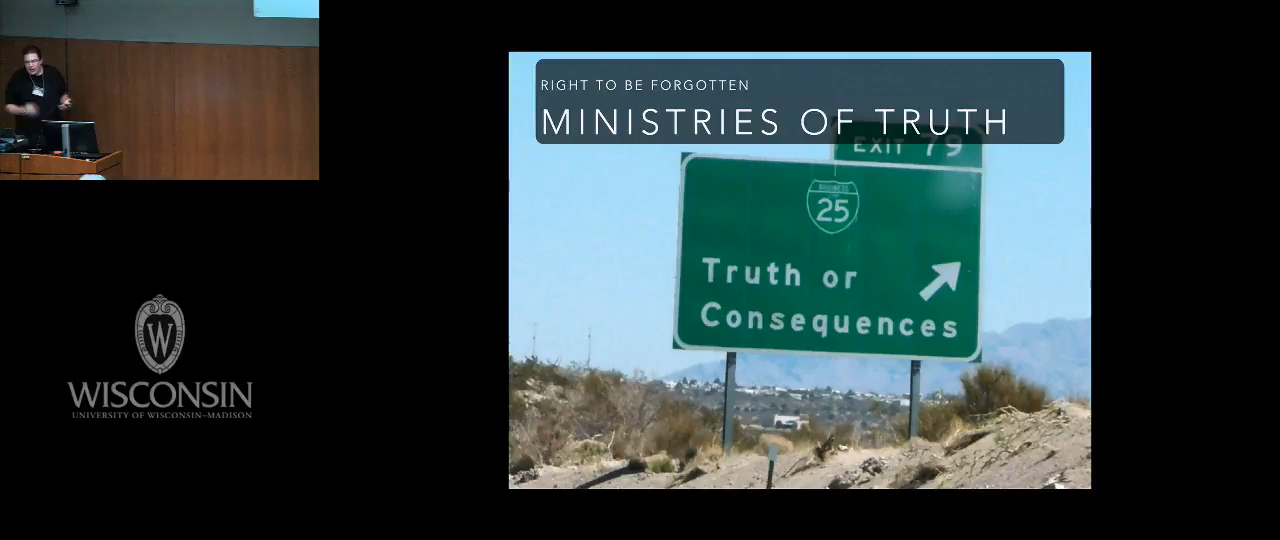 RIGHT TO BE FORGOTTEN
MINISTRIES OF TRUTH
EXIT 79
25
Truth or
Consequences
W
WISCONSIN
UNIVERSITY OF WISCONSIN–MADISON